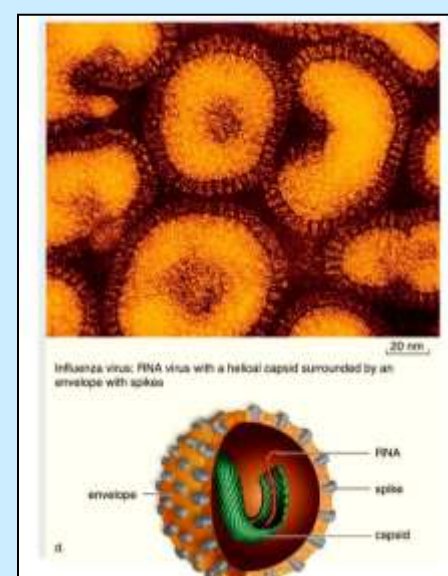 20 nm
Influenza virus: RNA virus with a helical capsid surrounded by an
envelope with spikes
RNA
envelope
spike
capsid
d.